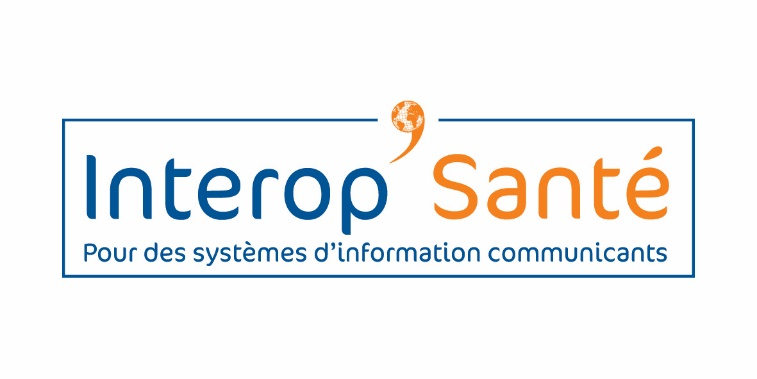 Interop'Santé
Pour des systèmes d'information communicants